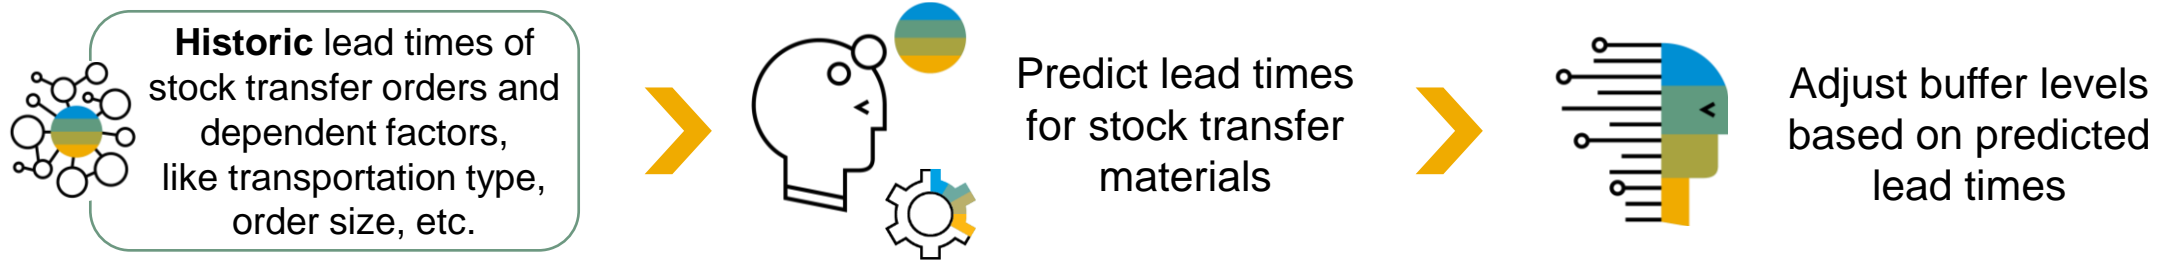 Historic lead times of
stock transfer orders and
dependent factors,
like transportation type,
order size, etc.
Predict lead times
for stock transfer
materials
Adjust buffer levels
based on predicted
lead times